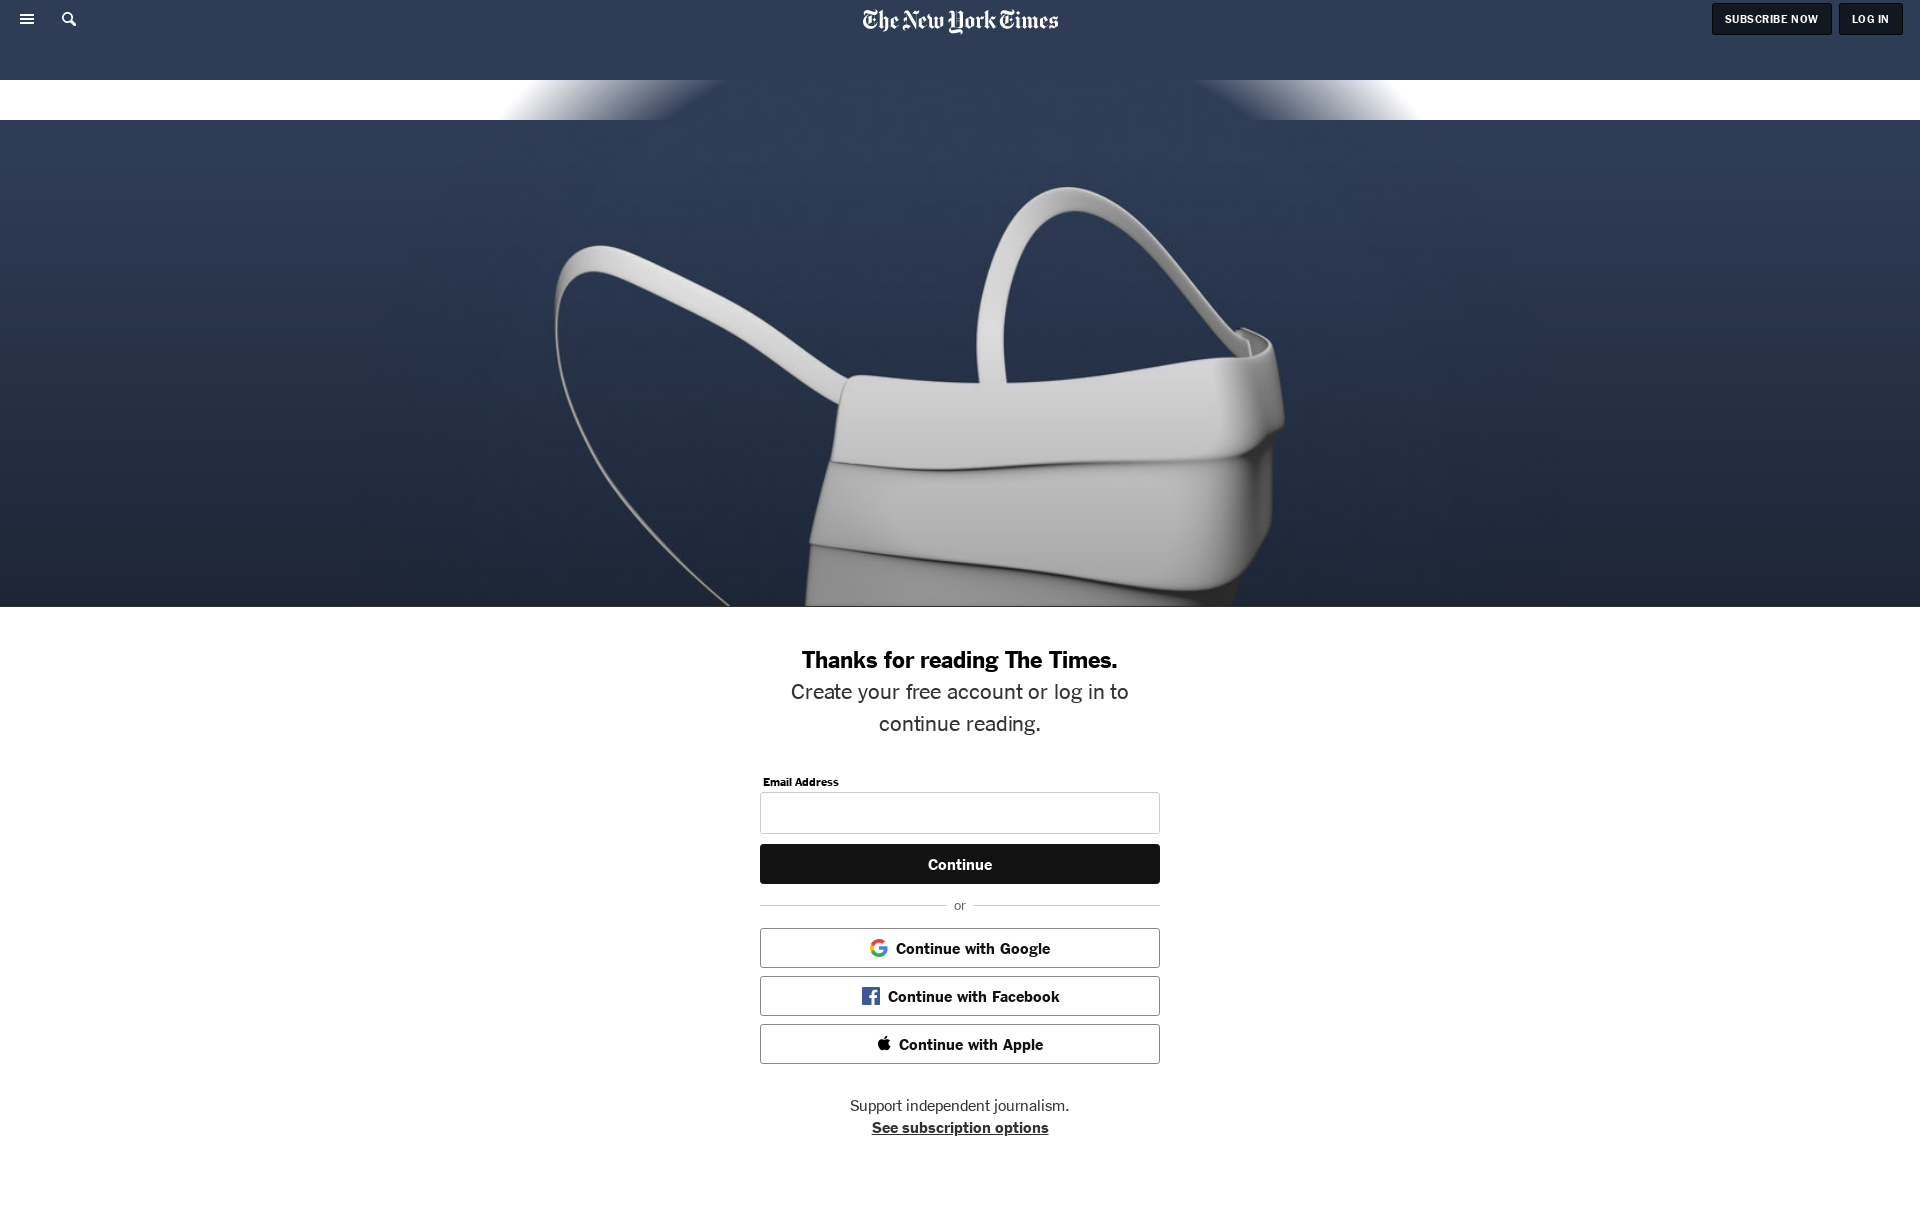 The New York Times
SUBSCRIBE NOW
LOG IN
Thanks for reading The Times.
Create your free account or log in to
continue reading.
Email Address
Continue
or
Continue with Google
Continue with Facebook
Continue with Apple
Support independent journalism.
See subscription options